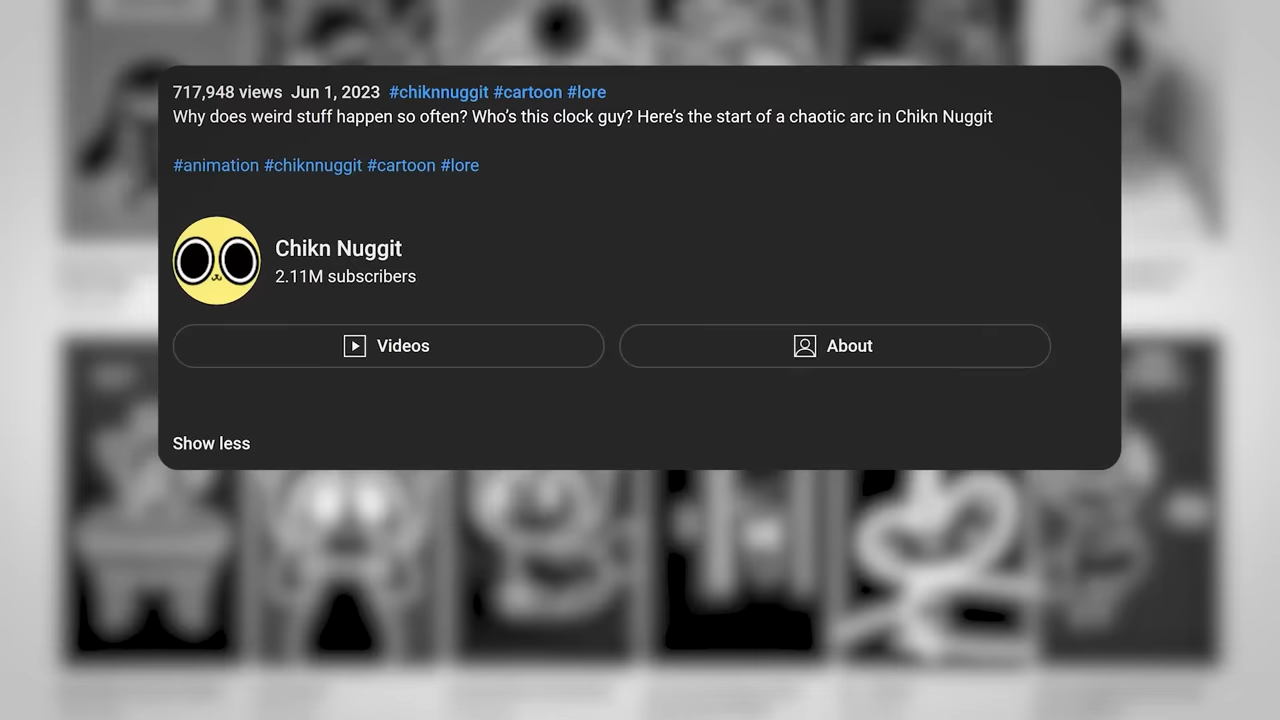 717,948 views Jun 1, 2023 #chiknnuggit #cartoon #lore
Why does weird stuff happen so often? Who’s this clock guy? Here’s the start of a chaotic arc in Chikn Nuggit
#animation #chiknnuggit #cartoon #lore
Chikn Nuggit
2.11M subscribers
Videos
About
Show less